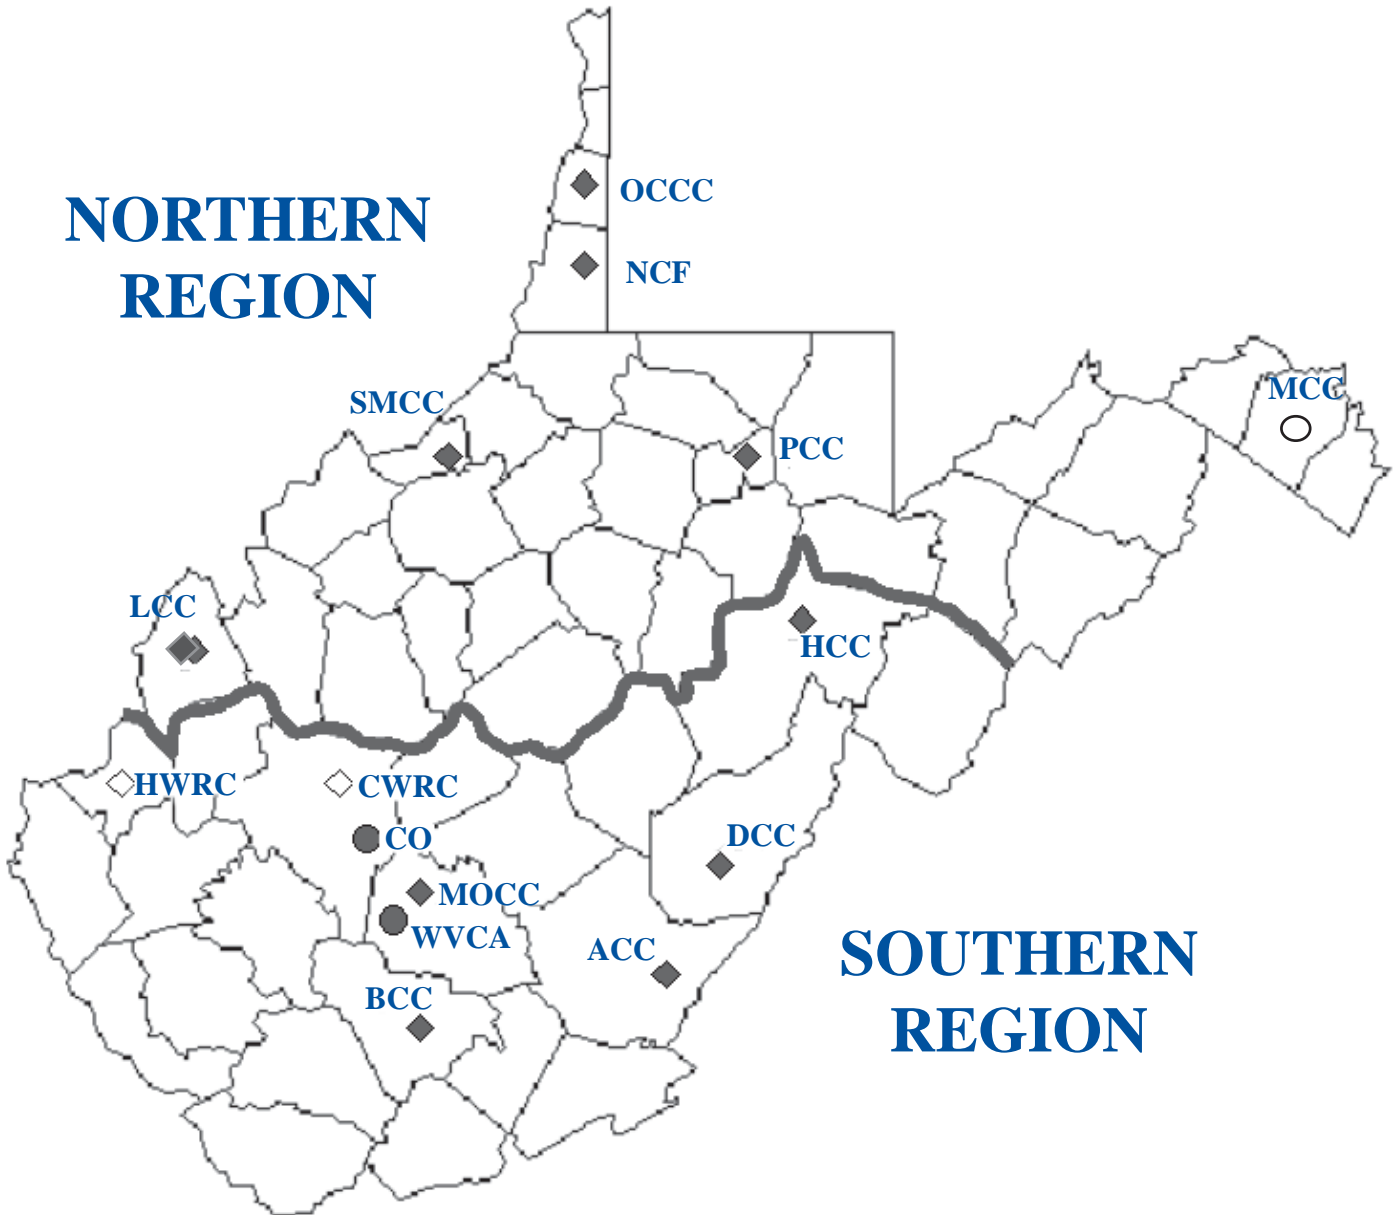 OCCC
NORTHERN
REGION
NCF
SMCC
MCC
PCC
LCC
HCC
HWRC
CWRC
CO
DCC
MOCC
WVCA
ACC
SOUTHERN
REGION
BCC